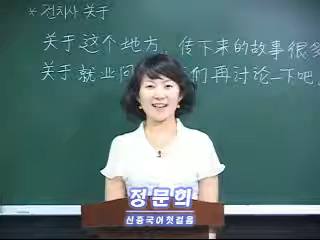 * 전치사 关于
关于这个地方，传下来的故事很多
关于就业问 们再讨论一下吧
정문희
신중국어첫걸음